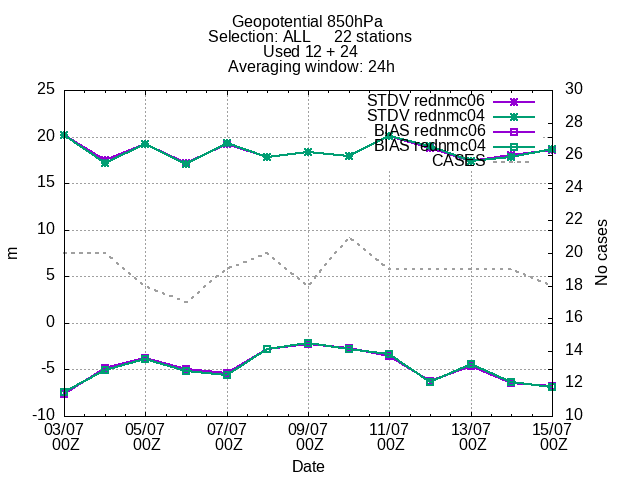 Geopotential 850hPa
Selection: ALL 22 stations
Used 12 + 24
Averaging window: 24h
25
20
15
10
5
0
-5
-10
m
30
28
26
24
22
20
18
16
14
12
10
No cases
STDV rednmc06
STDV rednmc04
BIAS rednmc06
BIAS rednmc04
CASES
03/07 05/07 07/07 09/07 11/07 13/07 15/07
00Z 00Z 00Z 00Z 00Z 00Z 00Z
Date